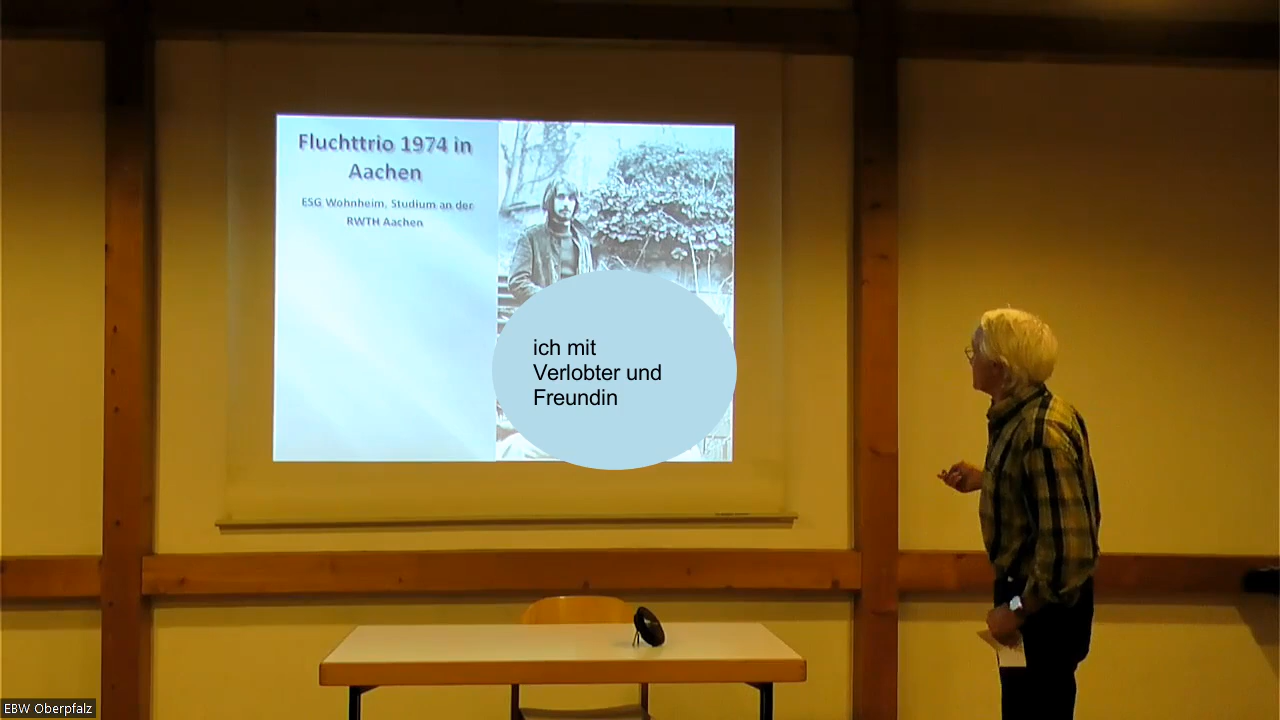 Fluchttrio 1974 in
Aachen
ESG Wohnheim, Studium an der
RWTH Aachen
ich mit
Verlobter und
Freundin
EBW Oberpfalz